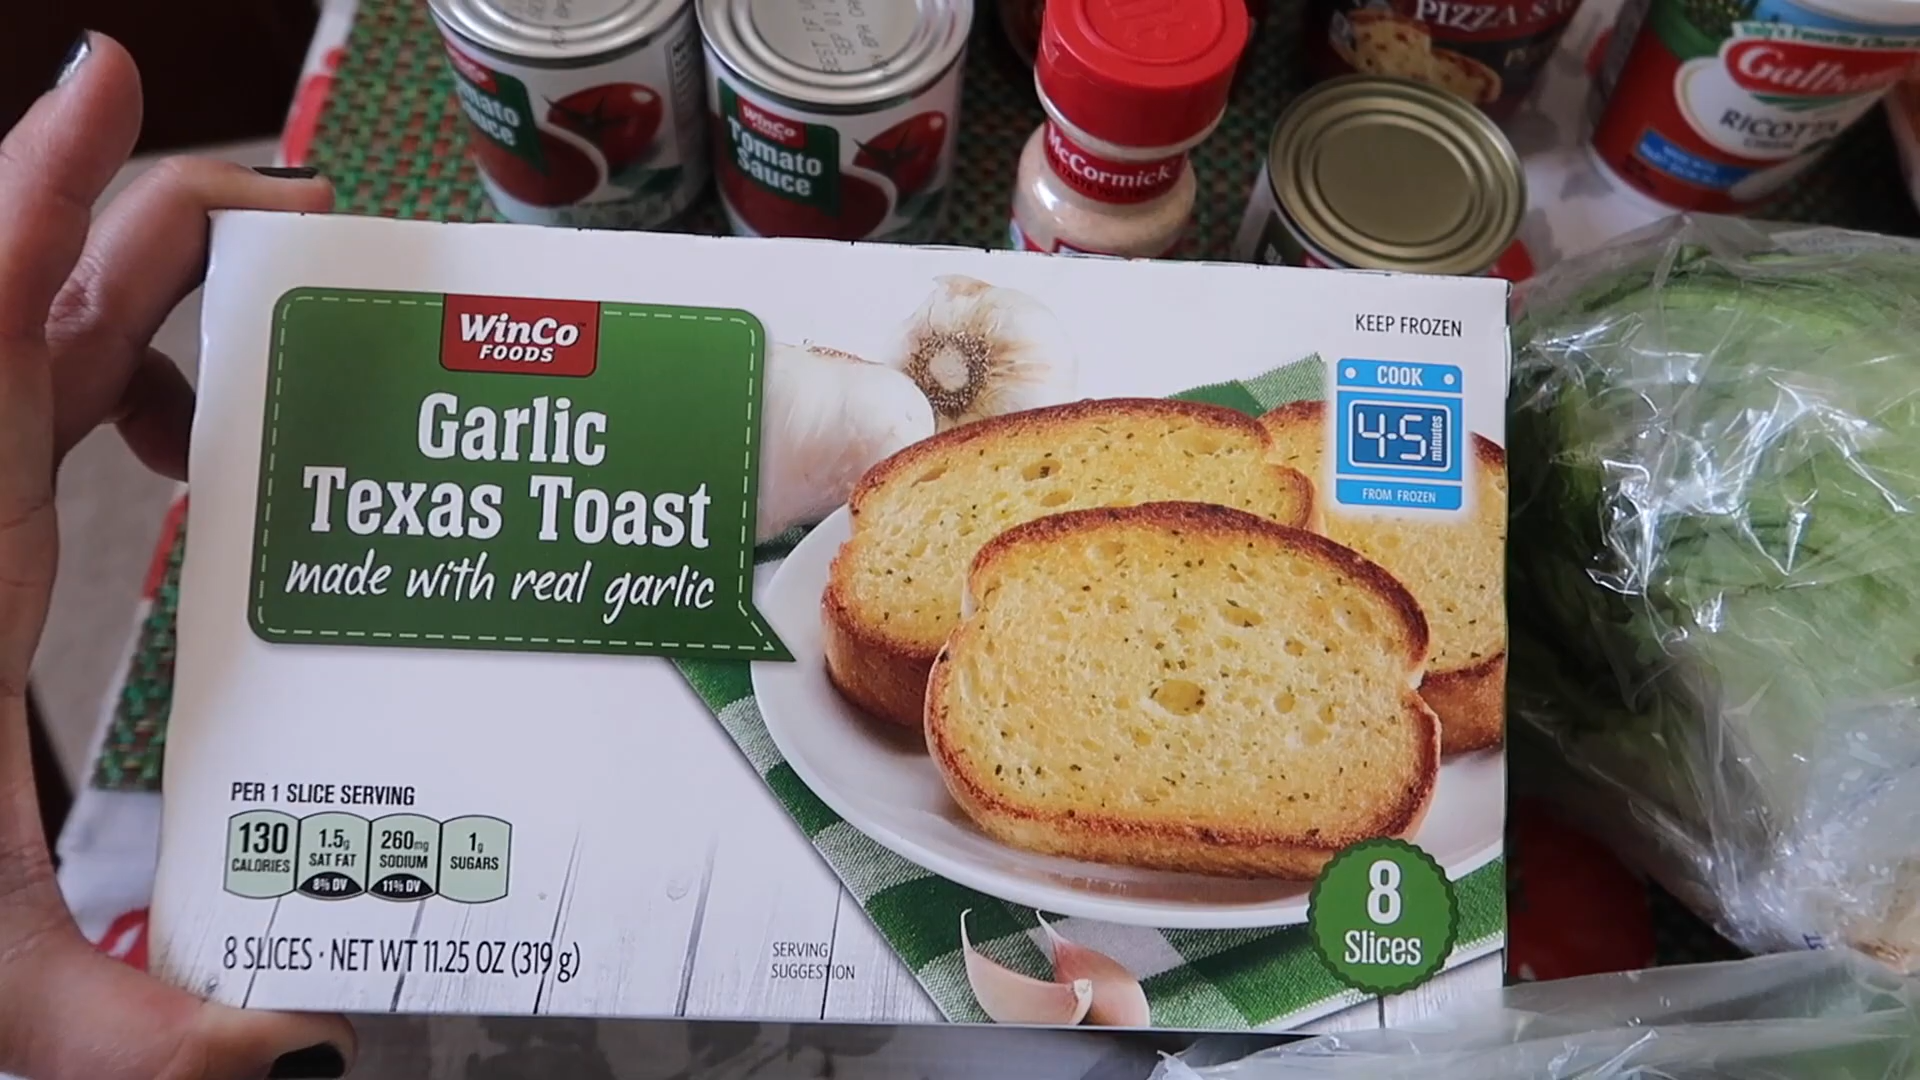 WinCo
FOODS
Tomato
Sauce
McCormick
PIZZA
Galbani
RICOTTA
WinCo
FOODS
Garlic
Texas Toast
made with real garlic
KEEP FROZEN
COOK
4-5 minutes
FROM FROZEN
PER 1 SLICE SERVING
130 CALORIES
1.5g SAT FAT 8% DV
260mg SODIUM 11% DV
1g SUGARS
8 SLICES · NET WT 11.25 OZ (319 g)
SERVING
SUGGESTION
8
Slices